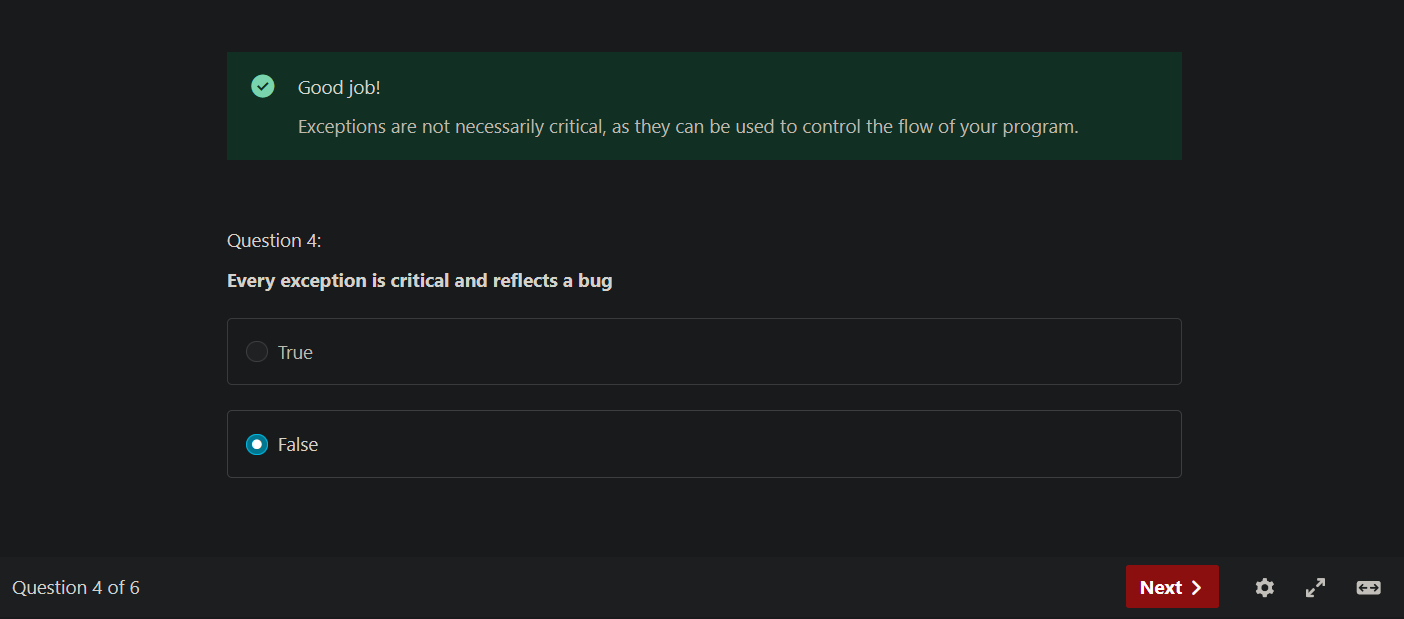 Good job!
Exceptions are not necessarily critical, as they can be used to control the flow of your program.
Question 4:
Every exception is critical and reflects a bug
True
False
Question 4 of 6
Next